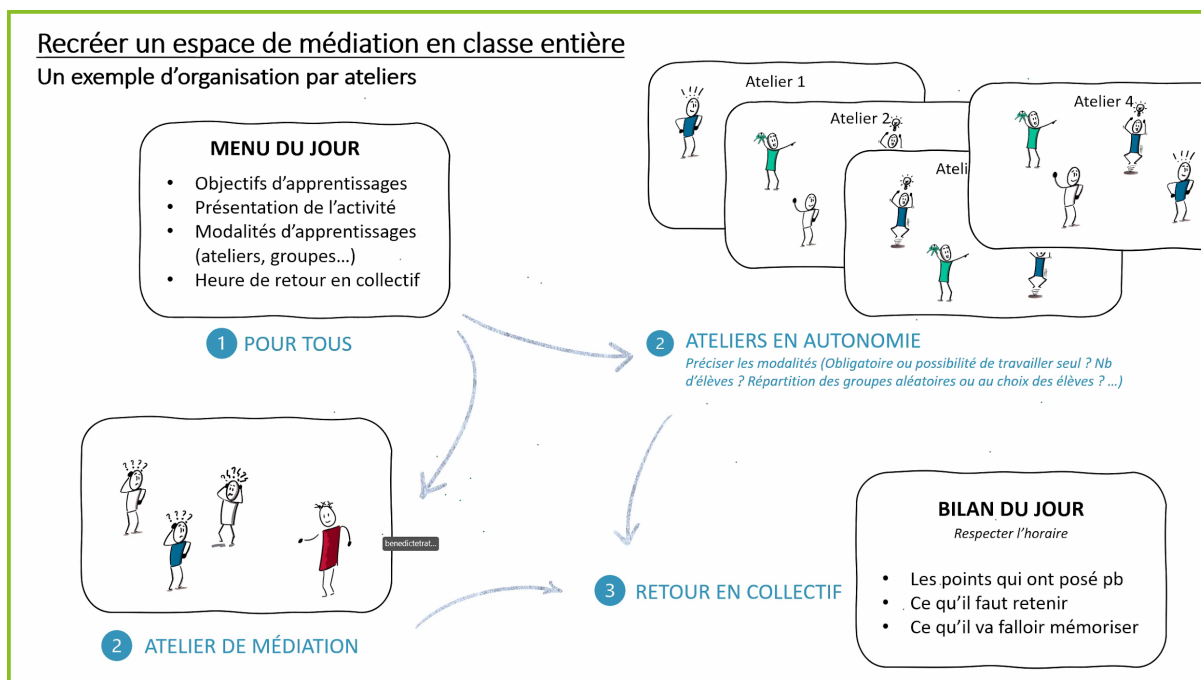 Recréer un espace de médiation en classe entière
Un exemple d'organisation par ateliers
MENU DU JOUR
• Objectifs d'apprentissages
• Présentation de l'activité
• Modalités d'apprentissages
(ateliers, groupes…)
• Heure de retour en collectif
1 POUR TOUS
Atelier 1
Atelier 2
Ateli
Atelier 4
2 ATELIERS EN AUTONOMIE
Préciser les modalités (Obligatoire ou possibilité de travailler seul ? Nb
d'élèves ? Répartition des groupes aléatoires ou au choix des élèves ? …)
????
????
????
benedictetrat...
2 ATELIER DE MÉDIATION
3 RETOUR EN COLLECTIF
BILAN DU JOUR
Respecter l'horaire
• Les points qui ont posé pb
• Ce qu'il faut retenir
• Ce qu'il va falloir mémoriser